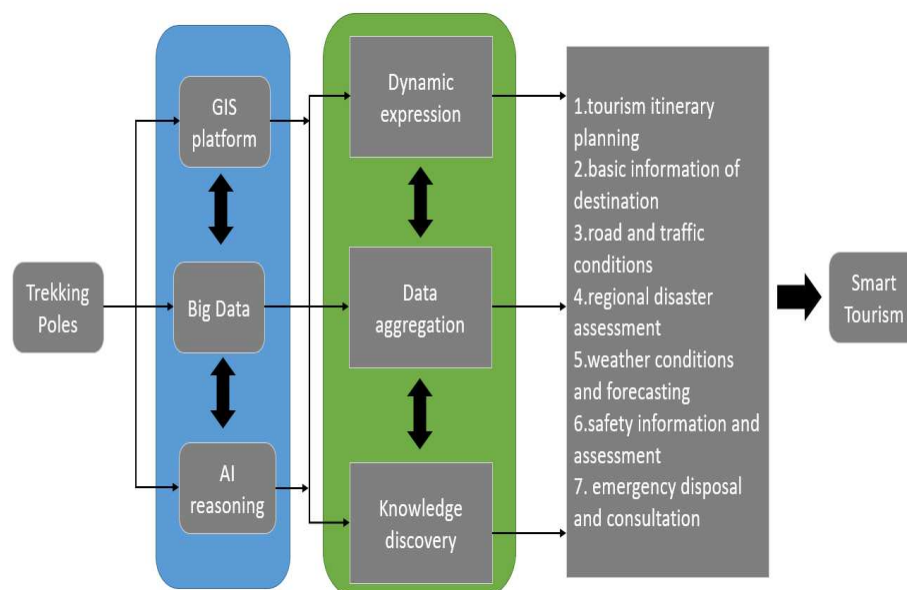 Trekking
Poles
GIS
platform
Big Data
AI
reasoning
Dynamic
expression
Data
aggregation
Knowledge
discovery
1.tourism itinerary
planning
2.basic information of
destination
3.road and traffic
conditions
4.regional disaster
assessment
5.weather conditions
and forecasting
6.safety information and
assessment
7. emergency disposal
and consultation
Smart
Tourism